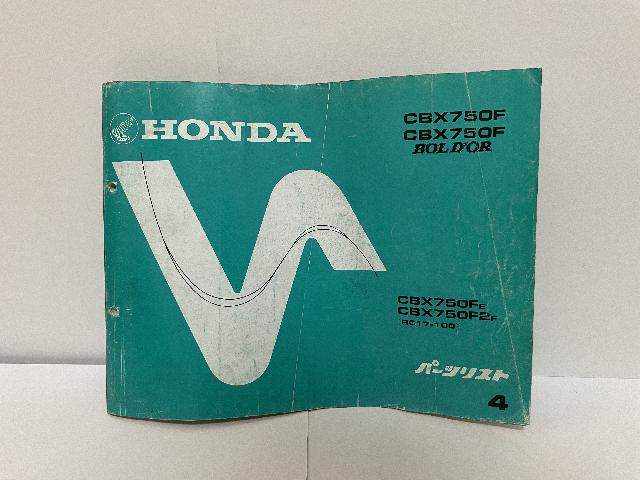 HONDA
CBX750F
CBX750F
BOL D'OR
CBX750FE
CBX750F2F
(RC17-100)
パーツリスト
4